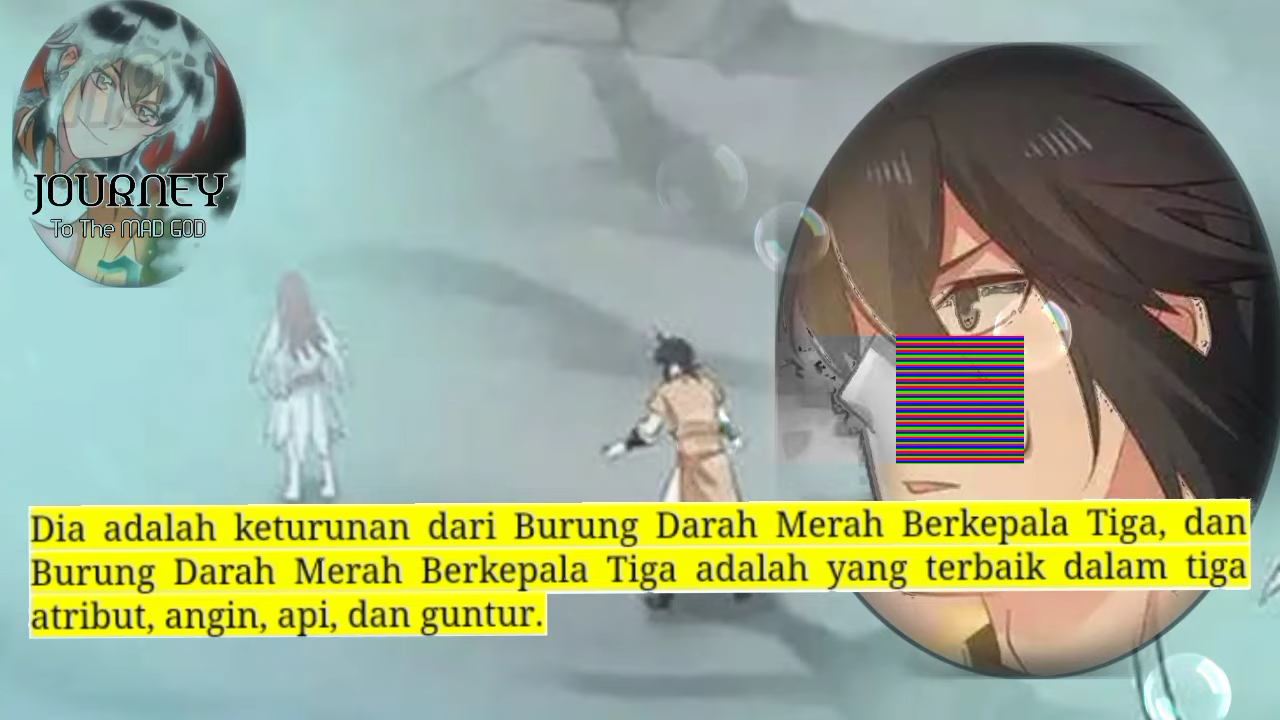 JOURNEY
To The MAD GOD
Dia adalah keturunan dari Burung Darah Merah Berkepala Tiga, dan
Burung Darah Merah Berkepala Tiga adalah yang terbaik dalam tiga
atribut, angin, api, dan guntur.